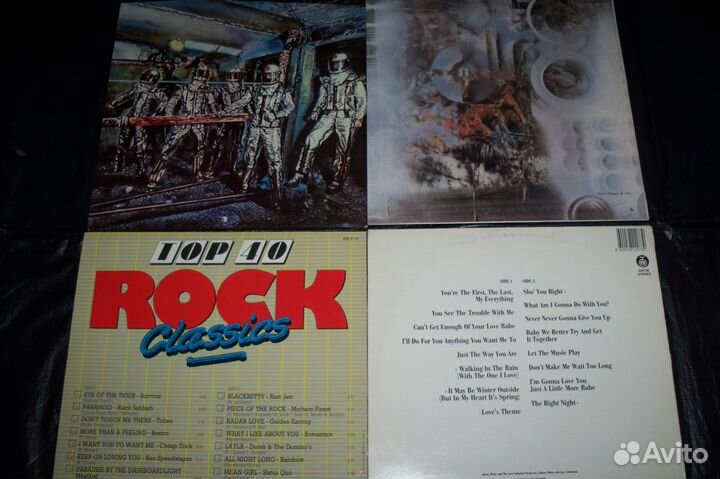 TOP 40
ROCK
Classics
EYE OF THE TIGER - Survivor
PARANOID - Black Sabbath
DON'T TOUCH ME THERE - Tubes
MORE THAN A FEELING - Boston
I WANT YOU TO WANT ME - Cheap Trick
KEEP ON LOVING YOU - Reo Speedwagon
PARADISE BY THE DASHBOARDLIGHT
Meatloaf
BLACKBETTY - Ram Jam
PIECE OF THE ROCK - Mothers Finest
RADAR LOVE - Golden Earring
WHAT I LIKE ABOUT YOU - Romantics
LAYLA - Derek & The Domino's
ALL NIGHT LONG - Rainbow
MEAN GIRL - Status Quo
SIDE 1
You're The First, The Last,
My Everything
You See The Trouble With Me
Can't Get Enough Of Your Love Babe
I'll Do For You Anything You Want Me To
Just The Way You Are
- Walking In The Rain
(With The One I Love)
- It May Be Winter Outside
(But In My Heart It's Spring)
- Love's Theme
SIDE 2
Sho' You Right -
What Am I Gonna Do With You?
Never Never Gonna Give You Up
Baby We Better Try And Get
It Together
Let The Music Play
Don't Make Me Wait Too Long
I'm Gonna Love You
Just A Little More Babe
The Right Night -
Avito